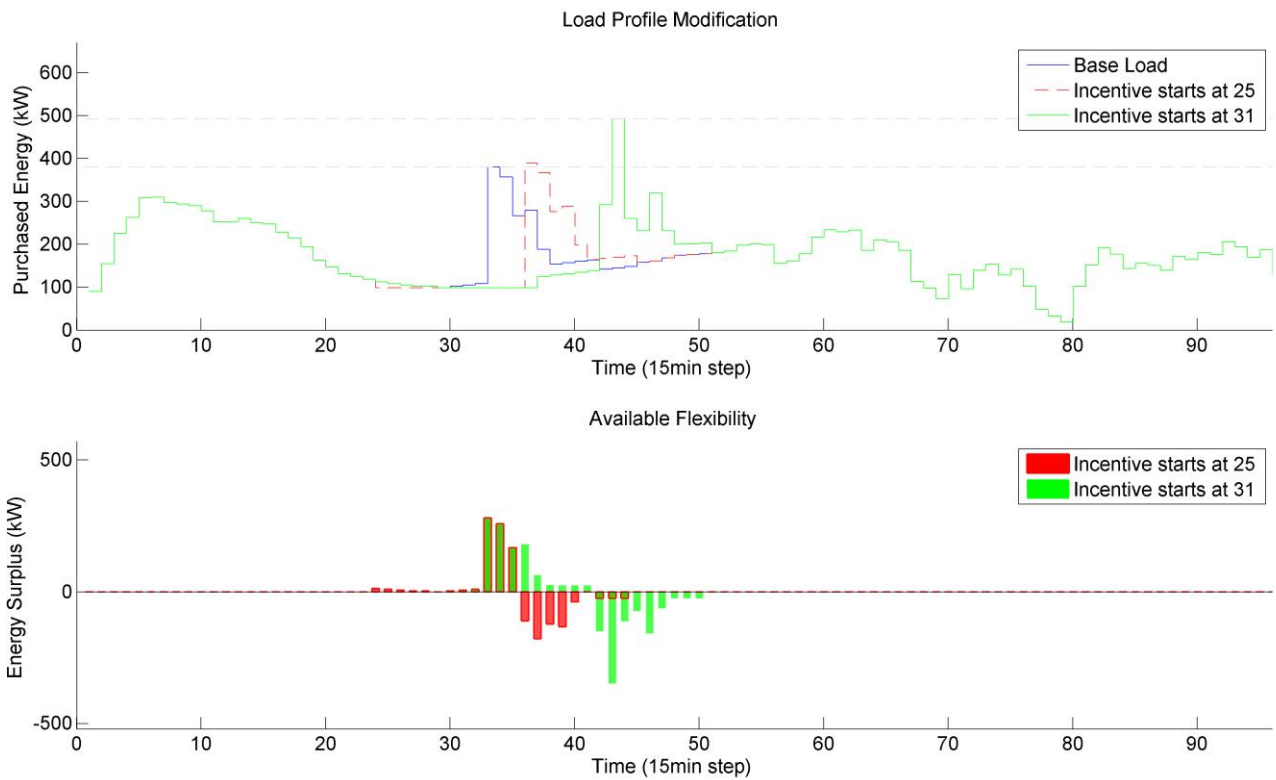 Load Profile Modification
Purchased Energy (kW)
600
500
400
300
200
100
0
Base Load
Incentive starts at 25
Incentive starts at 31
0 10 20 30 40 50 60 70 80 90
Time (15min step)
Available Flexibility
Energy Surplus (kW)
500
0
-500
Incentive starts at 25
Incentive starts at 31
0 10 20 30 40 50 60 70 80 90
Time (15min step)